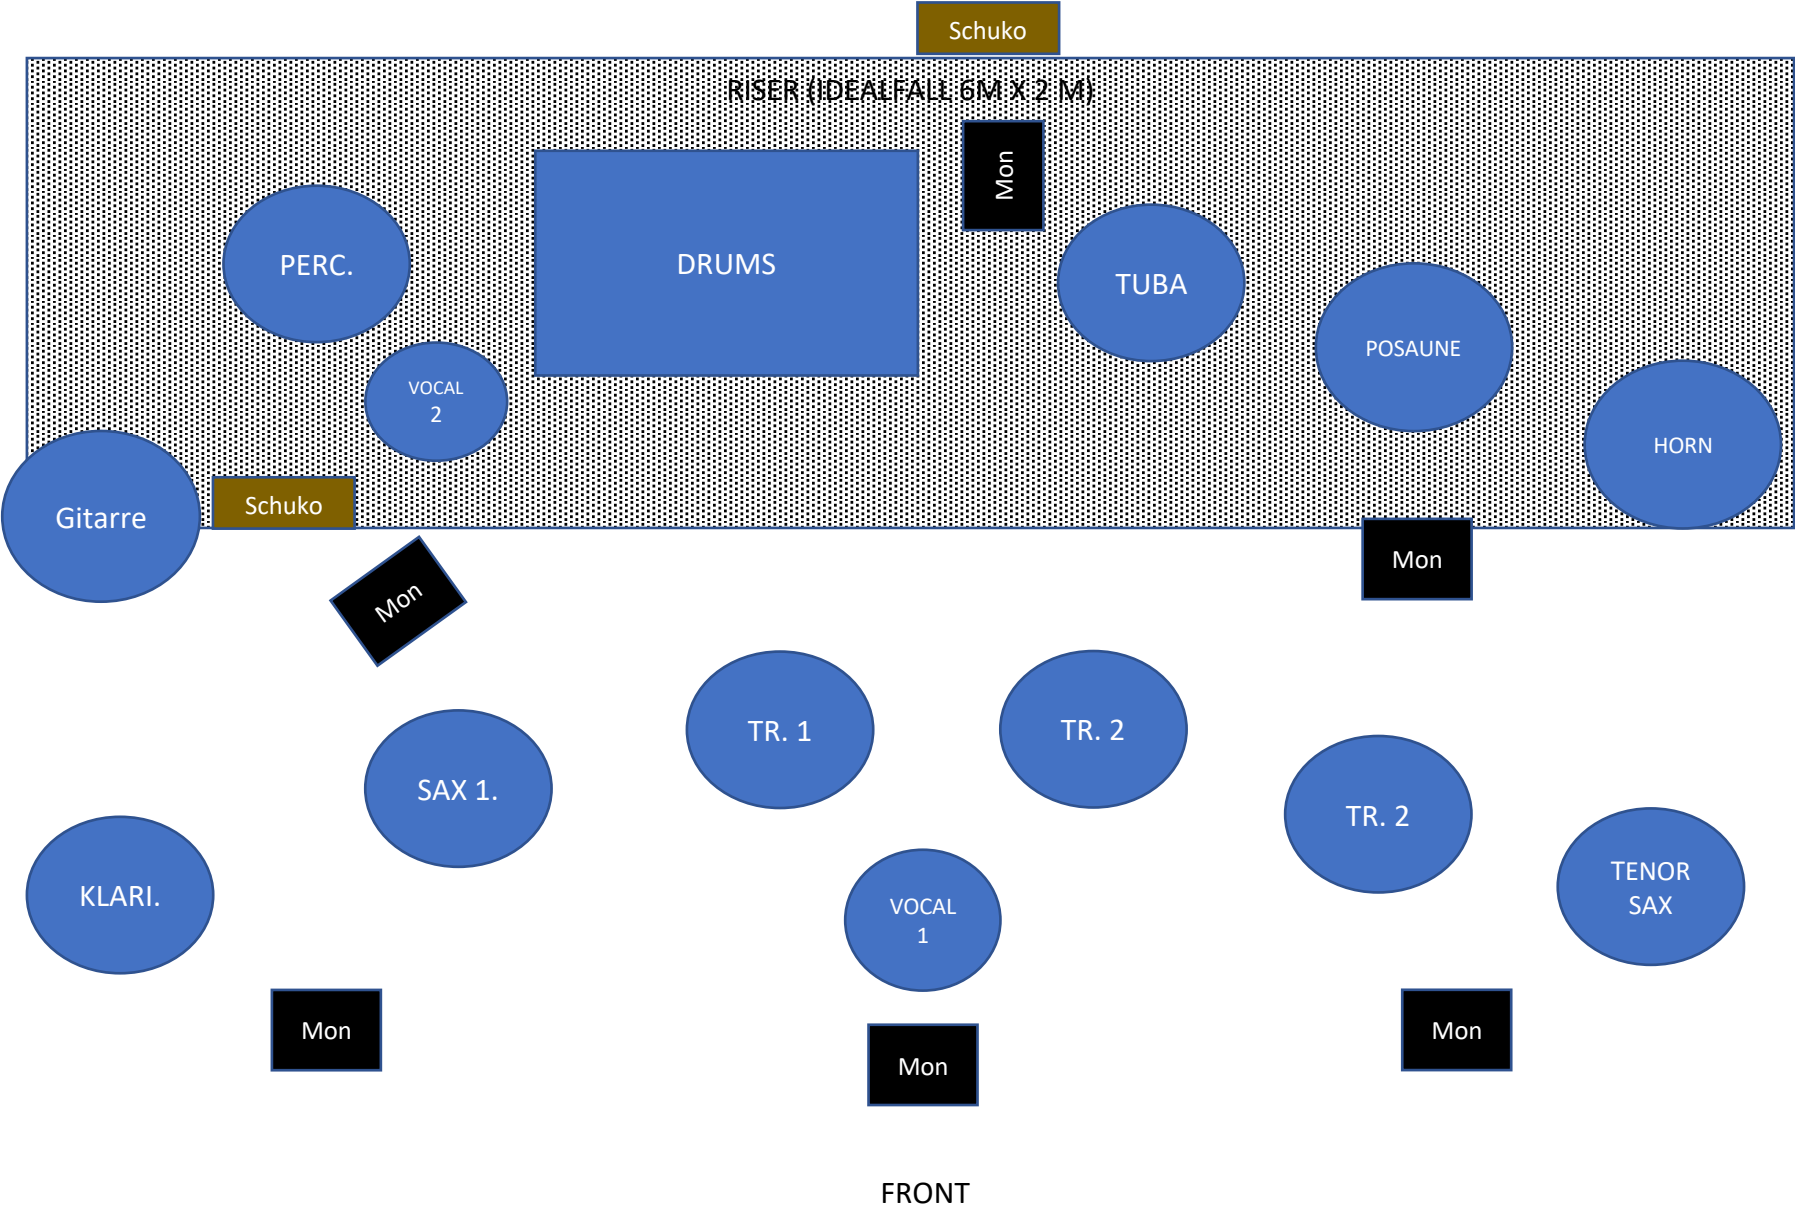 Schuko
RISER (IDEALFALL 6M X 2 M)
Mon
PERC.
DRUMS
TUBA
POSAUNE
VOCAL
2
HORN
Gitarre
Schuko
Mon
Mon
TR. 1
TR. 2
SAX 1.
TR. 2
KLARI.
TENOR
SAX
VOCAL
1
Mon
Mon
Mon
FRONT